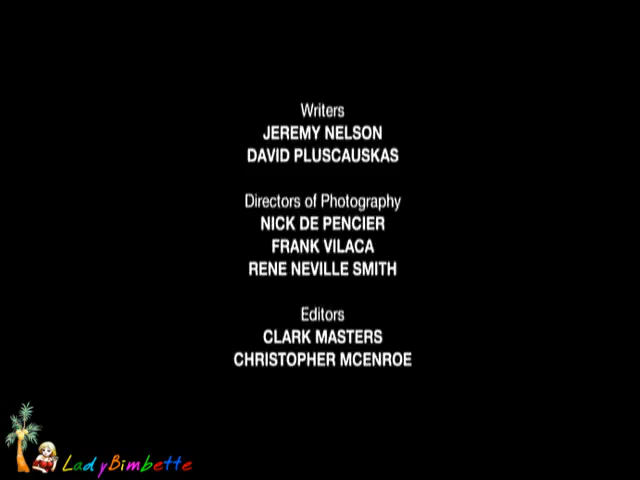 Writers
JEREMY NELSON
DAVID PLUSCAUSKAS
Directors of Photography
NICK DE PENCIER
FRANK VILACA
RENE NEVILLE SMITH
Editors
CLARK MASTERS
CHRISTOPHER MCENROE
LadyBimbette